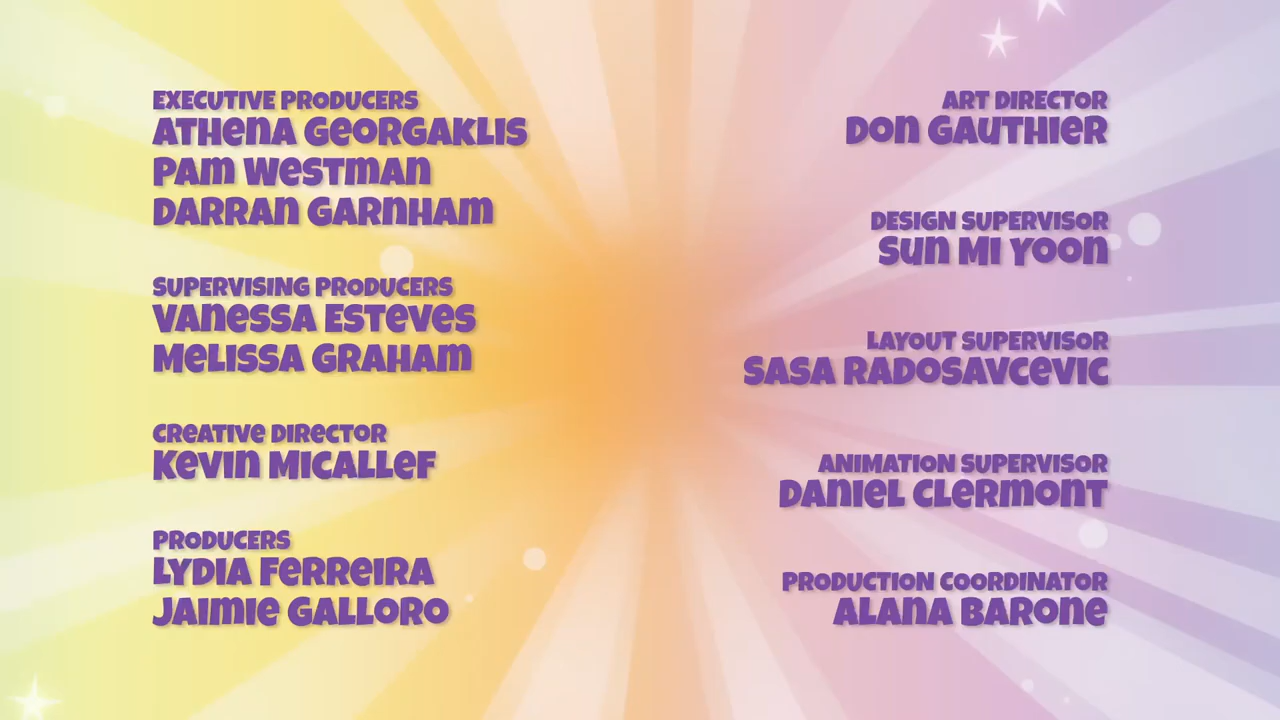 EXECUTIVE PRODUCERS
ATHENA GEORGAKLIS
PAM WESTMAN
DARRAN GARNHAM
SUPERVISING PRODUCERS
VANESSA ESTEVES
MELISSA GRAHAM
CREATIVE DIRECTOR
KEVIN MICALLEF
PRODUCERS
LYDIA FERREIRA
JAIMIE GALLORO
ART DIRECTOR
DON GAUTHIER
DESIGN SUPERVISOR
SUN MI YOON
LAYOUT SUPERVISOR
SASA RADOSAVCEVIC
ANIMATION SUPERVISOR
DANIEL CLERMONT
PRODUCTION COORDINATOR
ALANA BARONE